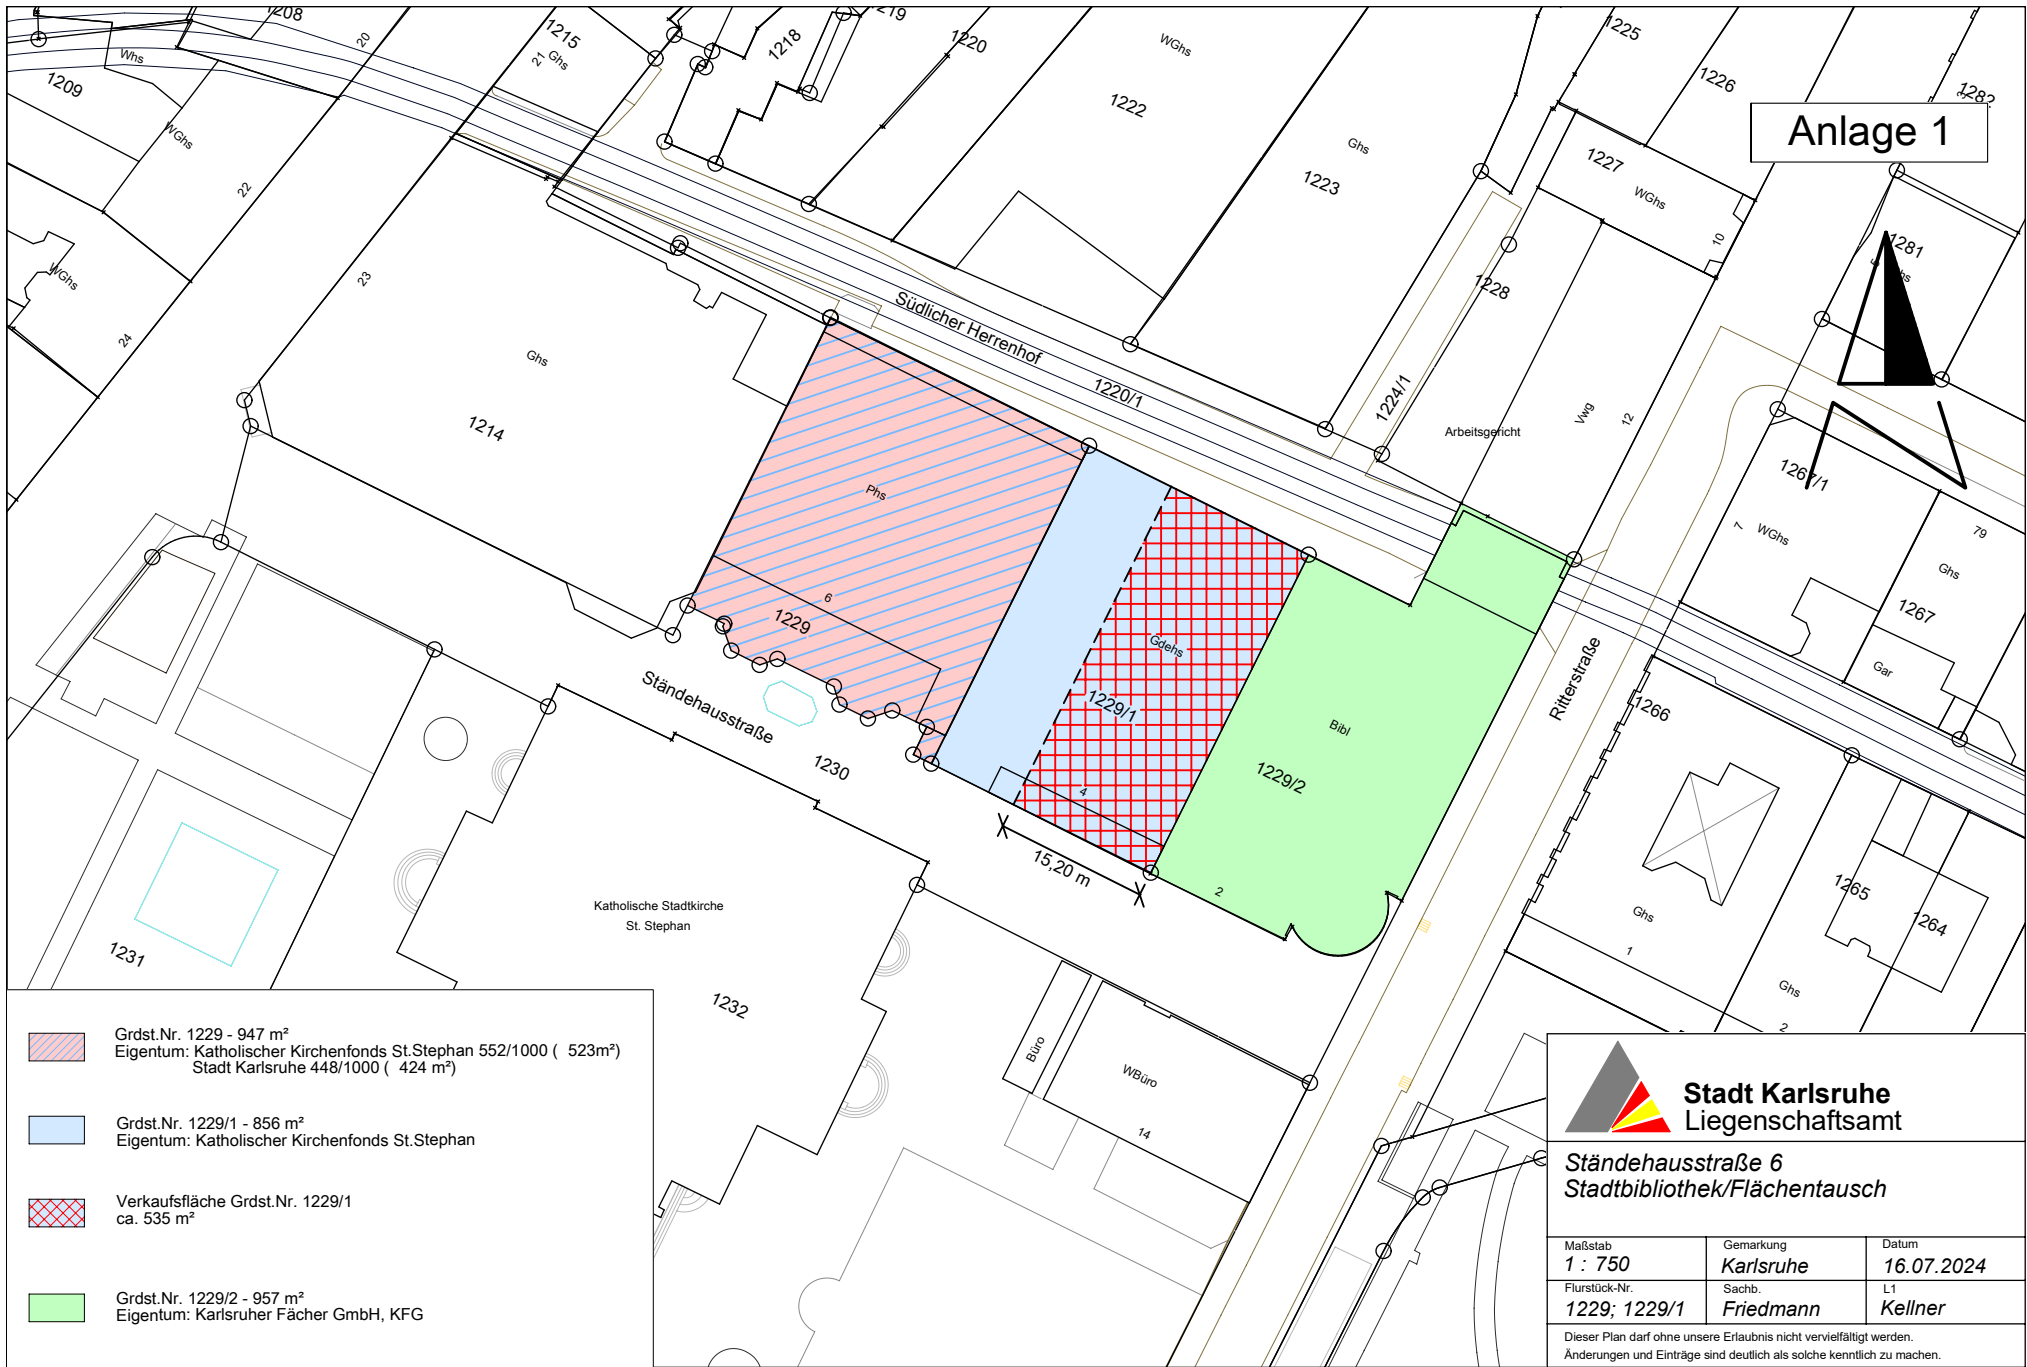 1208
20
1215
21
Ghs
1218
1219
1220
WGhs
1225
1226
1282
3
Whs
1209
WGhs
22
1222
Ghs
1223
1227
WGhs
10
Anlage 1
1281
WGhs
24
23
Ghs
1214
Südlicher Herrenhof
1220/1
1224/1
1228
Arbeitsgericht
Vwg
12
1267/1
7
WGhs
79
Ghs
1267
Gar
Phs
6
1229
Gdehs
1229/1
4
15,20 m
Bibl
1229/2
2
Ritterstraße
1266
Ständehausstraße
1230
Katholische Stadtkirche
St. Stephan
1231
1232
Büro
WBüro
14
Ghs
1
1265
1264
Ghs
2
Grdst.Nr. 1229 - 947 m²
Eigentum: Katholischer Kirchenfonds St.Stephan 552/1000 ( 523m²)
Stadt Karlsruhe 448/1000 ( 424 m²)
Grdst.Nr. 1229/1 - 856 m²
Eigentum: Katholischer Kirchenfonds St.Stephan
Verkaufsfläche Grdst.Nr. 1229/1
ca. 535 m²
Grdst.Nr. 1229/2 - 957 m²
Eigentum: Karlsruher Fächer GmbH, KFG
Stadt Karlsruhe
Liegenschaftsamt
Ständehausstraße 6
Stadtbibliothek/Flächentausch
Maßstab
1 : 750
Gemarkung
Karlsruhe
Datum
16.07.2024
Flurstück-Nr.
1229; 1229/1
Sachb.
Friedmann
L1
Kellner
Dieser Plan darf ohne unsere Erlaubnis nicht vervielfältigt werden.
Änderungen und Einträge sind deutlich als solche kenntlich zu machen.